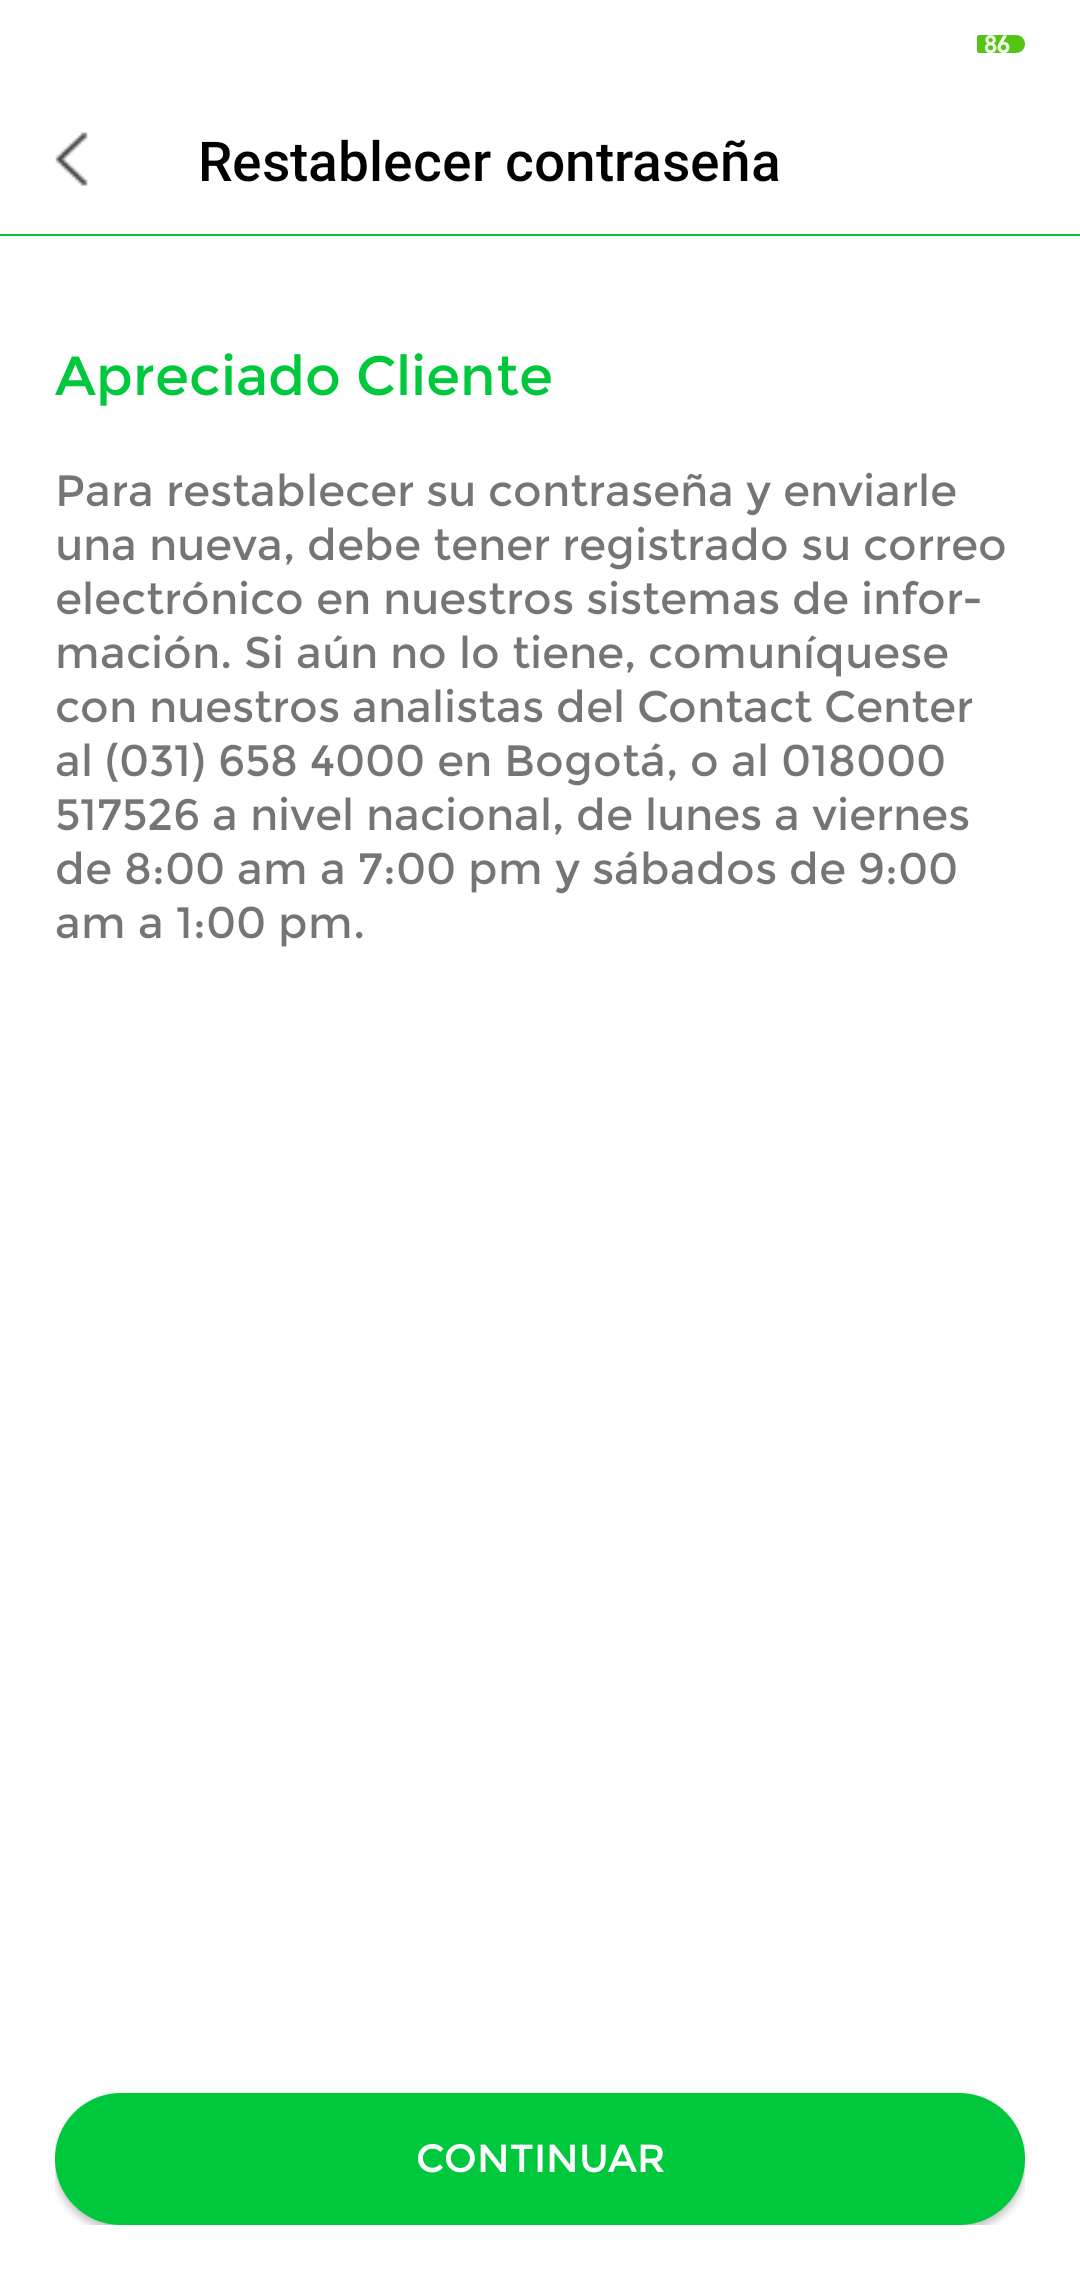 86
Restablecer contraseña
Apreciado Cliente
Para restablecer su contraseña y enviarle
una nueva, debe tener registrado su correo
electrónico en nuestros sistemas de infor-
mación. Si aún no lo tiene, comuníquese
con nuestros analistas del Contact Center
al (031) 658 4000 en Bogotá, o al 018000
517526 a nivel nacional, de lunes a viernes
de 8:00 am a 7:00 pm y sábados de 9:00
am a 1:00 pm.
CONTINUAR